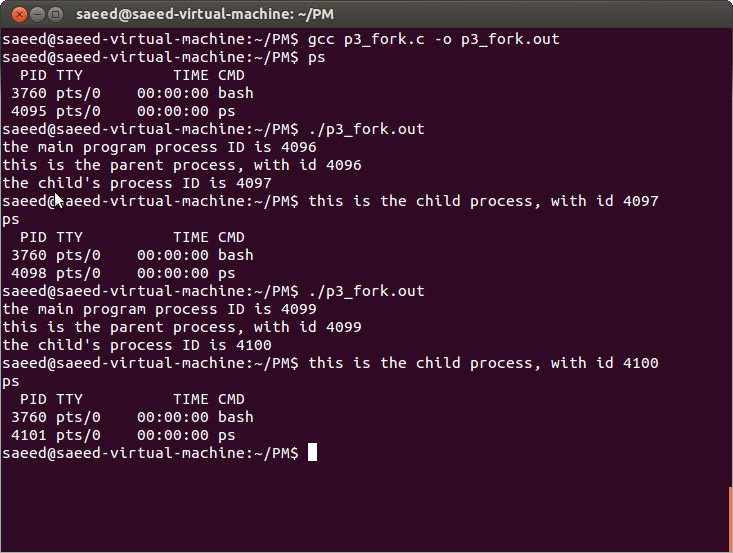 saeed@saeed-virtual-machine: ~/PM
saeed@saeed-virtual-machine:~/PM$ gcc p3_fork.c -o p3_fork.out
saeed@saeed-virtual-machine:~/PM$ ps
  PID TTY          TIME CMD
 3760 pts/0    00:00:00 bash
 4095 pts/0    00:00:00 ps
saeed@saeed-virtual-machine:~/PM$ ./p3_fork.out
the main program process ID is 4096
this is the parent process, with id 4096
the child's process ID is 4097
saeed@saeed-virtual-machine:~/PM$ this is the child process, with id 4097
ps
  PID TTY          TIME CMD
 3760 pts/0    00:00:00 bash
 4098 pts/0    00:00:00 ps
saeed@saeed-virtual-machine:~/PM$ ./p3_fork.out
the main program process ID is 4099
this is the parent process, with id 4099
the child's process ID is 4100
saeed@saeed-virtual-machine:~/PM$ this is the child process, with id 4100
ps
  PID TTY          TIME CMD
 3760 pts/0    00:00:00 bash
 4101 pts/0    00:00:00 ps
saeed@saeed-virtual-machine:~/PM$